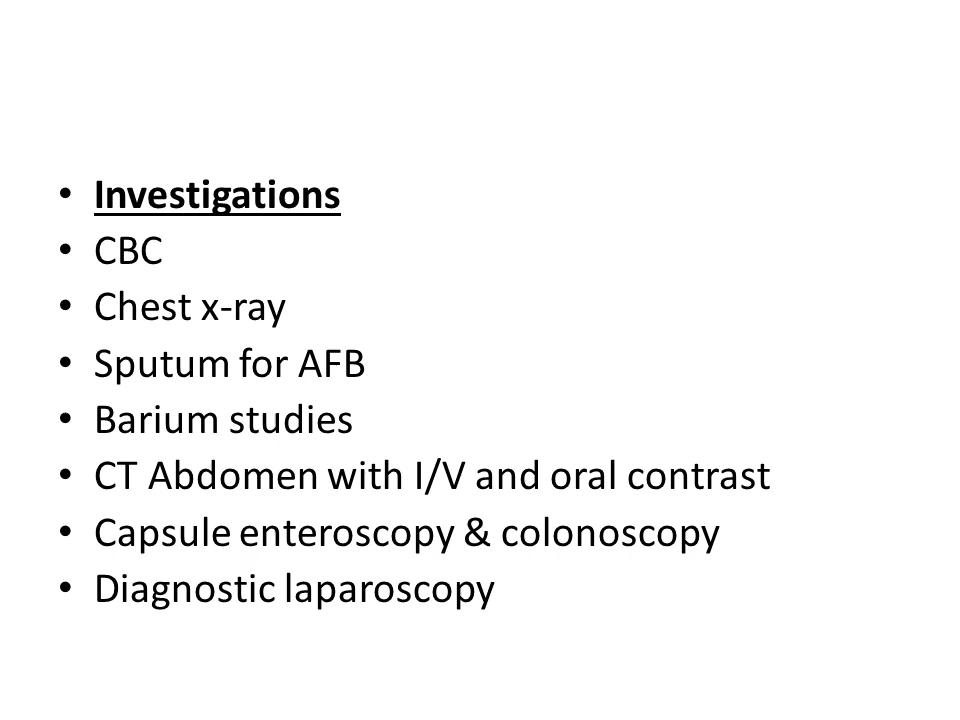 • Investigations
• CBC
• Chest x-ray
• Sputum for AFB
• Barium studies
• CT Abdomen with I/V and oral contrast
• Capsule enteroscopy & colonoscopy
• Diagnostic laparoscopy